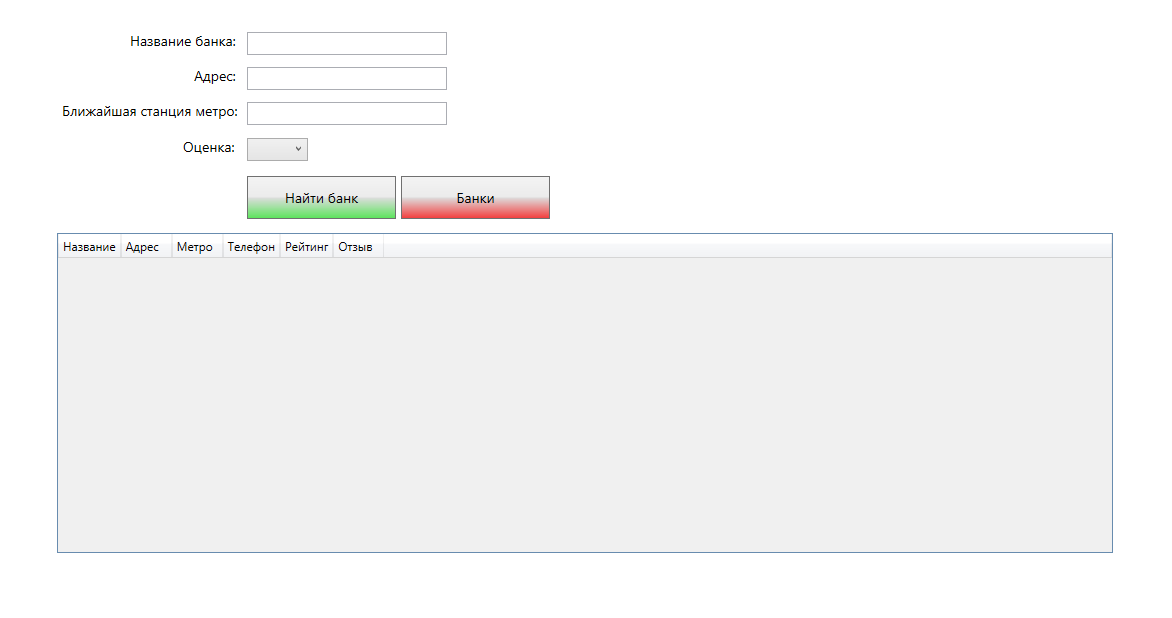 Название банка:
Адрес:
Ближайшая станция метро:
Оценка:
Найти банк Банки
Название Адрес Метро Телефон Рейтинг Отзыв